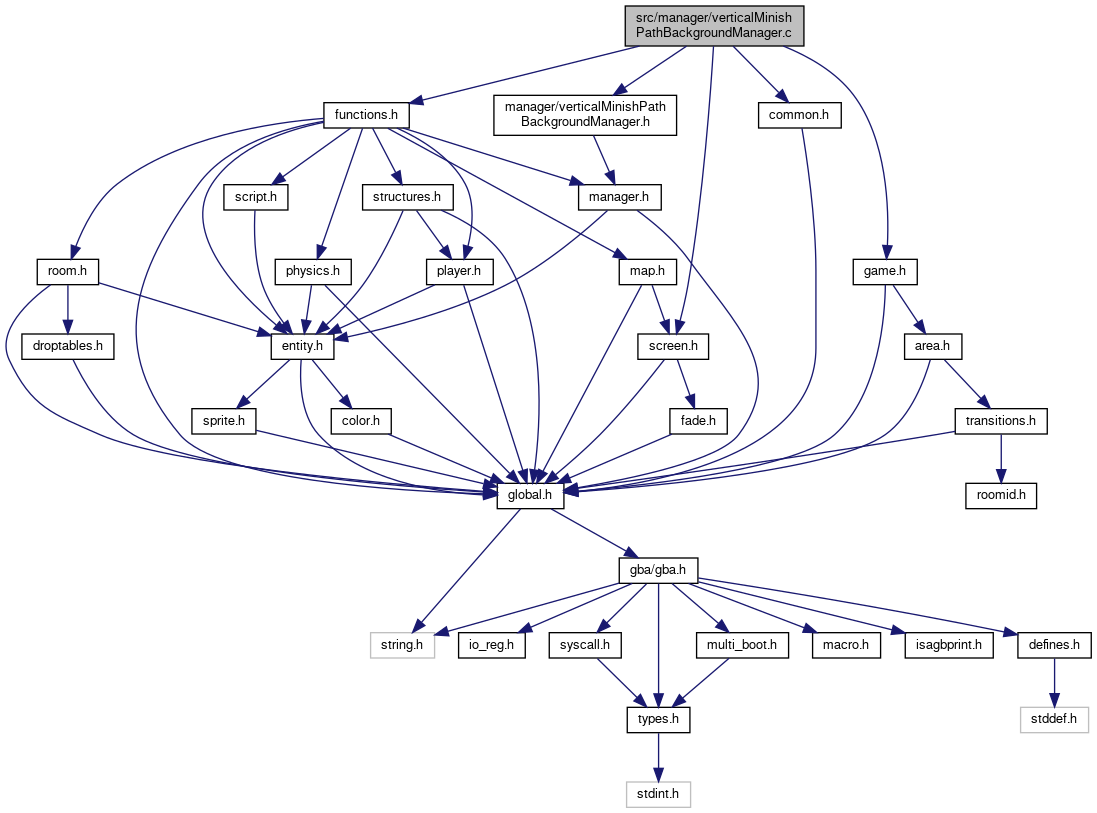 src/manager/verticalMinish
PathBackgroundManager.c
functions.h
manager/verticalMinishPath
BackgroundManager.h
common.h
script.h
structures.h
manager.h
room.h
physics.h
player.h
map.h
game.h
droptables.h
entity.h
screen.h
area.h
sprite.h
color.h
fade.h
transitions.h
global.h
roomid.h
gba/gba.h
string.h
io_reg.h
syscall.h
multi_boot.h
macro.h
isagbprint.h
defines.h
types.h
stddef.h
stdint.h